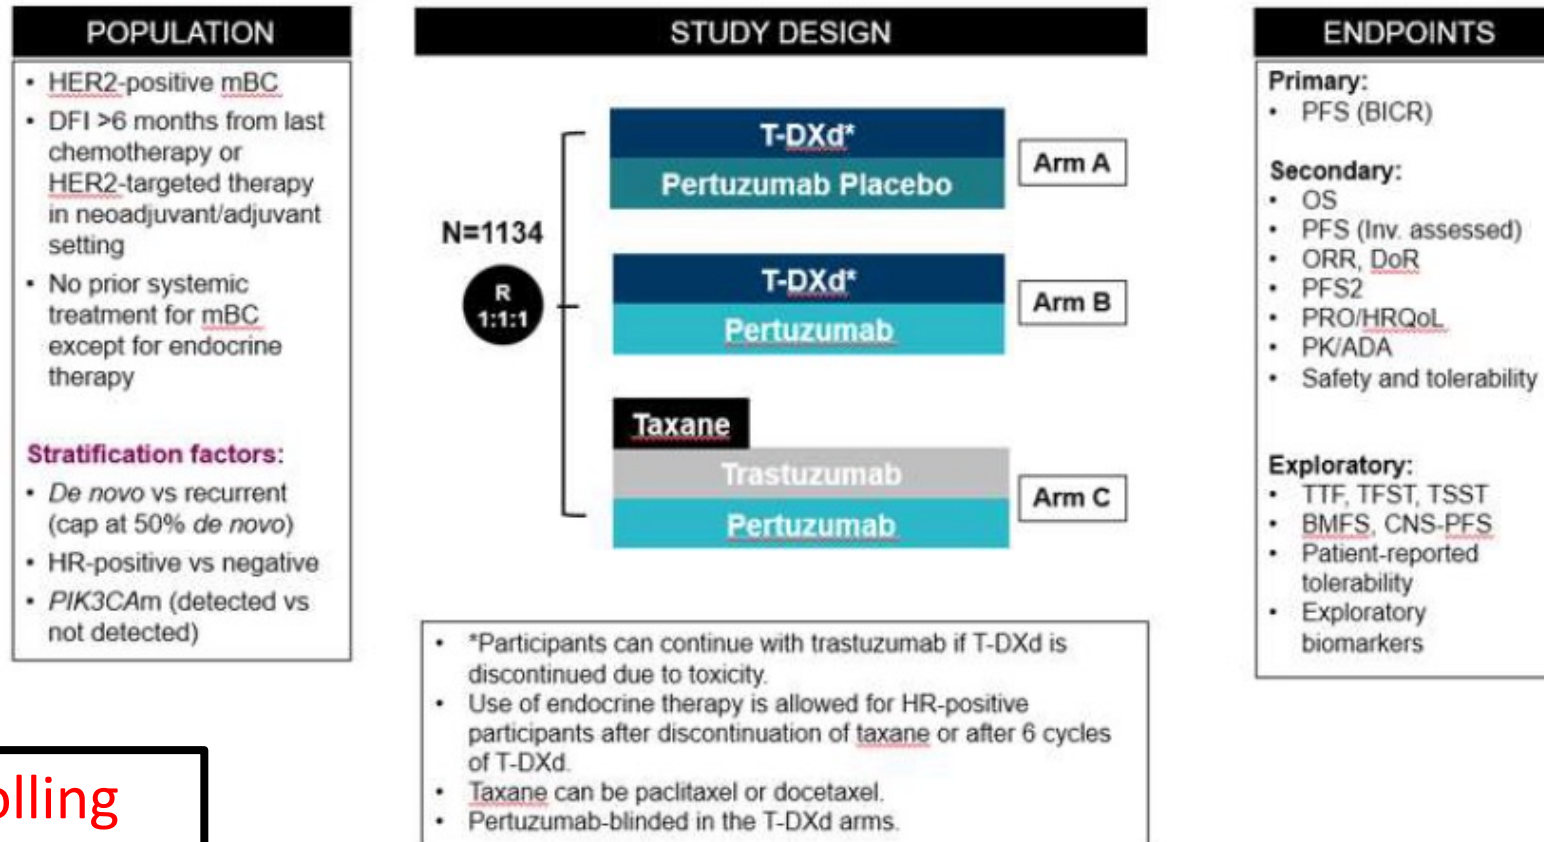 POPULATION
• HER2-positive mBC
• DFI >6 months from last
chemotherapy or
HER2-targeted therapy
in neoadjuvant/adjuvant
setting
• No prior systemic
treatment for mBC
except for endocrine
therapy
Stratification factors:
• De novo vs recurrent
(cap at 50% de novo)
• HR-positive vs negative
• PIK3CAm (detected vs
not detected)
STUDY DESIGN
N=1134
R
1:1:1
T-DXd*
Pertuzumab Placebo
Arm A
T-DXd*
Pertuzumab
Arm B
Taxane
Trastuzumab
Pertuzumab
Arm C
• *Participants can continue with trastuzumab if T-DXd is
discontinued due to toxicity.
• Use of endocrine therapy is allowed for HR-positive
participants after discontinuation of taxane or after 6 cycles
of T-DXd.
• Taxane can be paclitaxel or docetaxel.
• Pertuzumab-blinded in the T-DXd arms.
ENDPOINTS
Primary:
• PFS (BICR)
Secondary:
• OS
• PFS (Inv. assessed)
• ORR, DoR
• PFS2
• PRO/HRQoL
• PK/ADA
• Safety and tolerability
Exploratory:
• TTF, TFST, TSST
• BMFS, CNS-PFS
• Patient-reported
tolerability
• Exploratory
biomarkers
olling